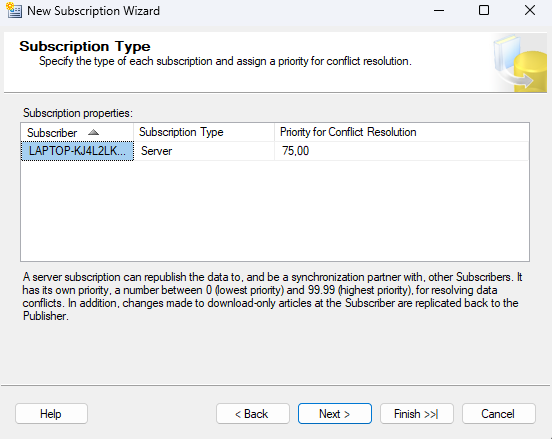 New Subscription Wizard
Subscription Type
Specify the type of each subscription and assign a priority for conflict resolution.
Subscription properties:
Subscriber Subscription Type Priority for Conflict Resolution
LAPTOP-KJ4L2LK... Server 75,00
A server subscription can republish the data to, and be a synchronization partner with, other Subscribers. It
has its own priority, a number between 0 (lowest priority) and 99.99 (highest priority), for resolving data
conflicts. In addition, changes made to download-only articles at the Subscriber are replicated back to the
Publisher.
Help < Back Next > Finish >>| Cancel